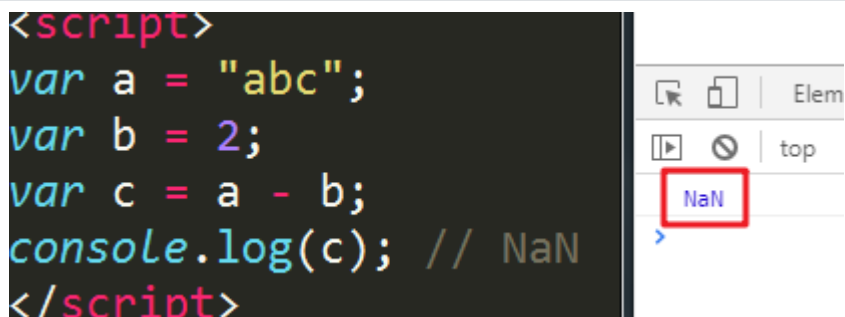 <script>
var a = "abc";
var b = 2;
var c = a - b;
console.log(c); // NaN
</script>
Elem
top
NaN
>